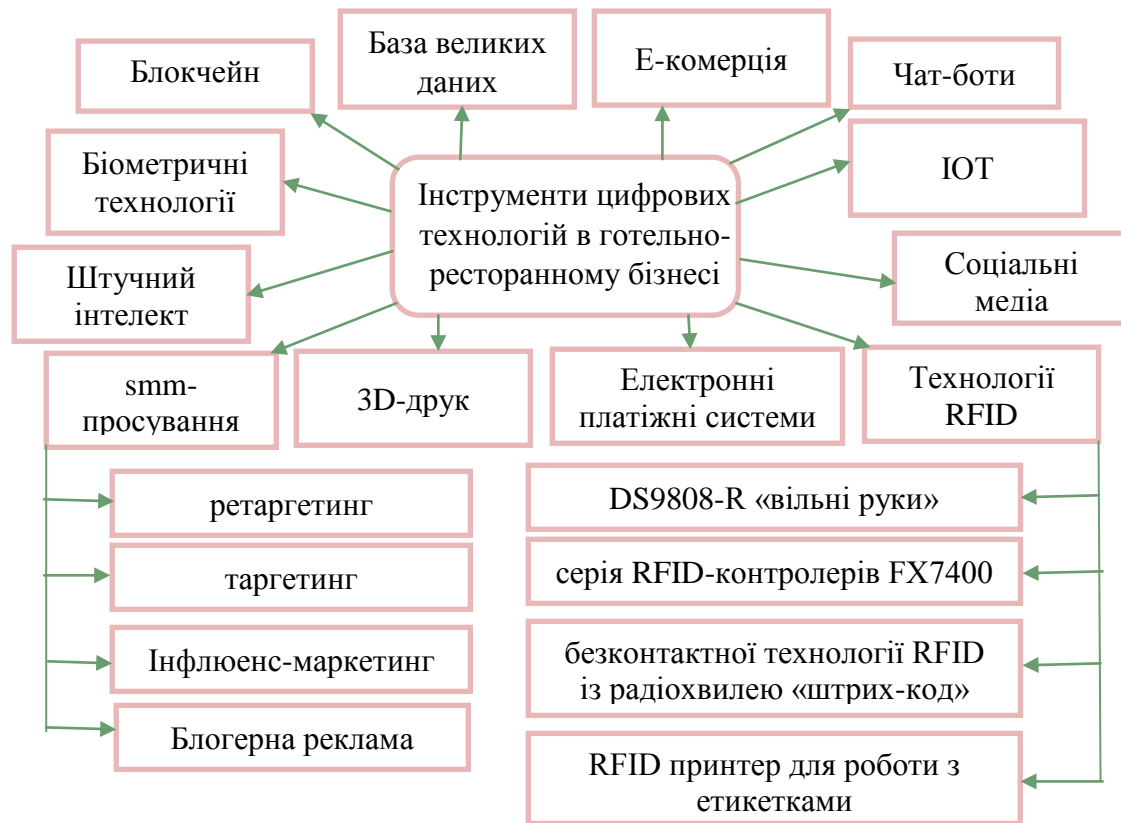 Блокчейн
База великих
даних
Е-комерція
Чат-боти
Біометричні
технології
Інструменти цифрових
технологій в готельно-
ресторанному бізнесі
ІОТ
Штучний
інтелект
Соціальні
медіа
smm-
просування
3D-друк
Електронні
платіжні системи
Технології
RFID
ретаргетинг
таргетинг
Інфлюенс-маркетинг
Блогерна реклама
DS9808-R «вільні руки»
серія RFID-контролерів FX7400
безконтактної технології RFID
із радіохвилею «штрих-код»
RFID принтер для роботи з
етикетками